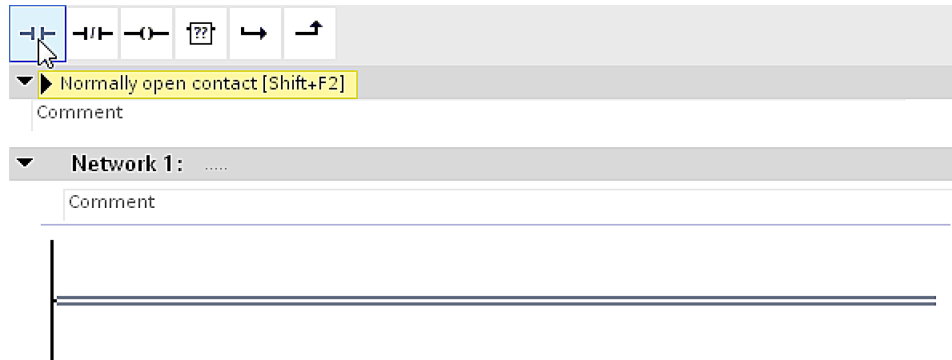 ??
Normally open contact [Shift+F2]
Comment
Network 1: .....
Comment